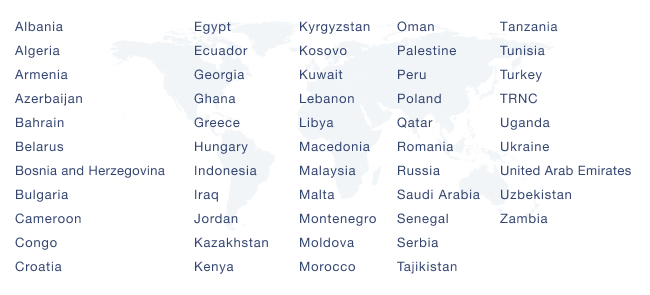 Albania
Algeria
Armenia
Azerbaijan
Bahrain
Belarus
Bosnia and Herzegovina
Bulgaria
Cameroon
Congo
Croatia
Egypt
Ecuador
Georgia
Ghana
Greece
Hungary
Indonesia
Iraq
Jordan
Kazakhstan
Kenya
Kyrgyzstan
Kosovo
Kuwait
Lebanon
Libya
Macedonia
Malaysia
Malta
Montenegro
Moldova
Morocco
Oman
Palestine
Peru
Poland
Qatar
Romania
Russia
Saudi Arabia
Senegal
Serbia
Tajikistan
Tanzania
Tunisia
Turkey
TRNC
Uganda
Ukraine
United Arab Emirates
Uzbekistan
Zambia